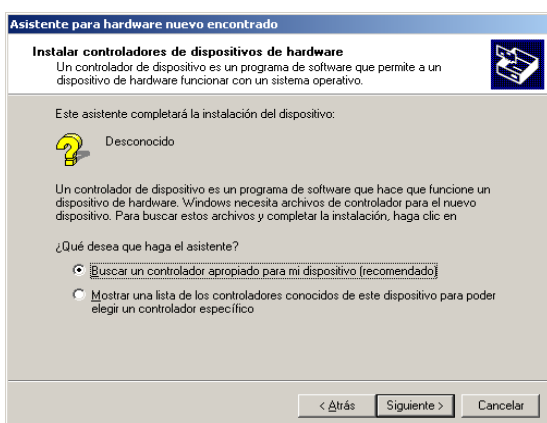 Asistente para hardware nuevo encontrado
Instalar controladores de dispositivos de hardware
Un controlador de dispositivo es un programa de software que permite a un
dispositivo de hardware funcionar con un sistema operativo.
Este asistente completará la instalación del dispositivo:
Desconocido
Un controlador de dispositivo es un programa de software que hace que funcione un
dispositivo de hardware. Windows necesita archivos de controlador para el nuevo
dispositivo. Para buscar estos archivos y completar la instalación, haga clic en
¿Qué desea que haga el asistente?
Buscar un controlador apropiado para mi dispositivo (recomendado)
Mostrar una lista de los controladores conocidos de este dispositivo para poder
elegir un controlador específico
< Atrás
Siguiente >
Cancelar